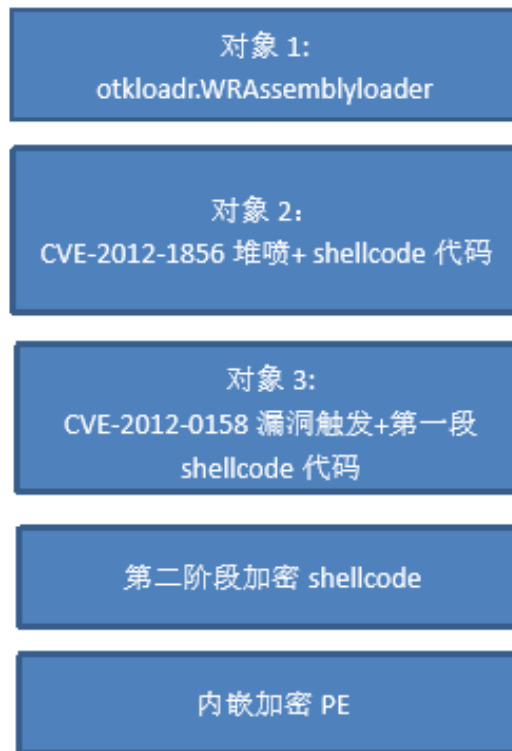 对象 1:
otkloadr.WRAssemblyloader
对象 2：
CVE-2012-1856 堆喷+ shellcode 代码
对象 3:
CVE-2012-0158 漏洞触发+第一段
shellcode 代码
第二阶段加密 shellcode
内嵌加密 PE